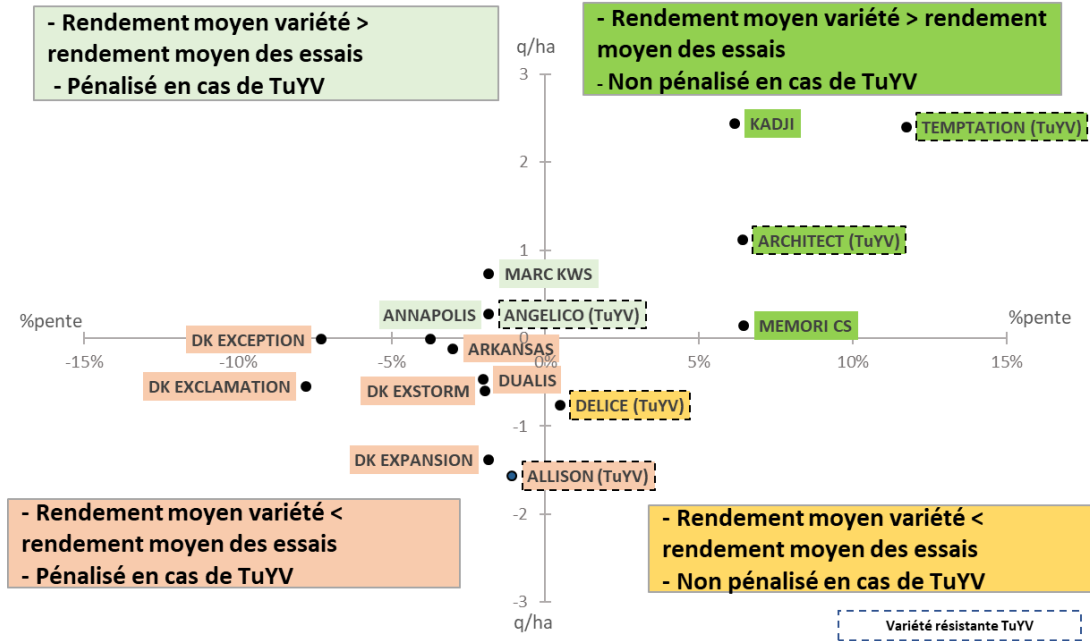 - Rendement moyen variété >
rendement moyen des essais
- Pénalisé en cas de TuYV
q/ha
- Rendement moyen variété > rendement
moyen des essais
- Non pénalisé en cas de TuYV
3
KADJI
TEMPTATION (TuYV)
2
ARCHITECT (TuYV)
1
MARC KWS
%pente
ANNAPOLIS
ANGELICO (TuYV)
MEMORI CS
%pente
DK EXCEPTION
0
ARKANSAS
-15%
-10%
-5%
0%
5%
10%
15%
DK EXCLAMATION
DK EXSTORM
DUALIS
DELICE (TuYV)
-1
DK EXPANSION
ALLISON (TuYV)
-2
- Rendement moyen variété <
rendement moyen des essais
- Pénalisé en cas de TuYV
- Rendement moyen variété <
rendement moyen des essais
- Non pénalisé en cas de TuYV
-3
q/ha
Variété résistante TuYV